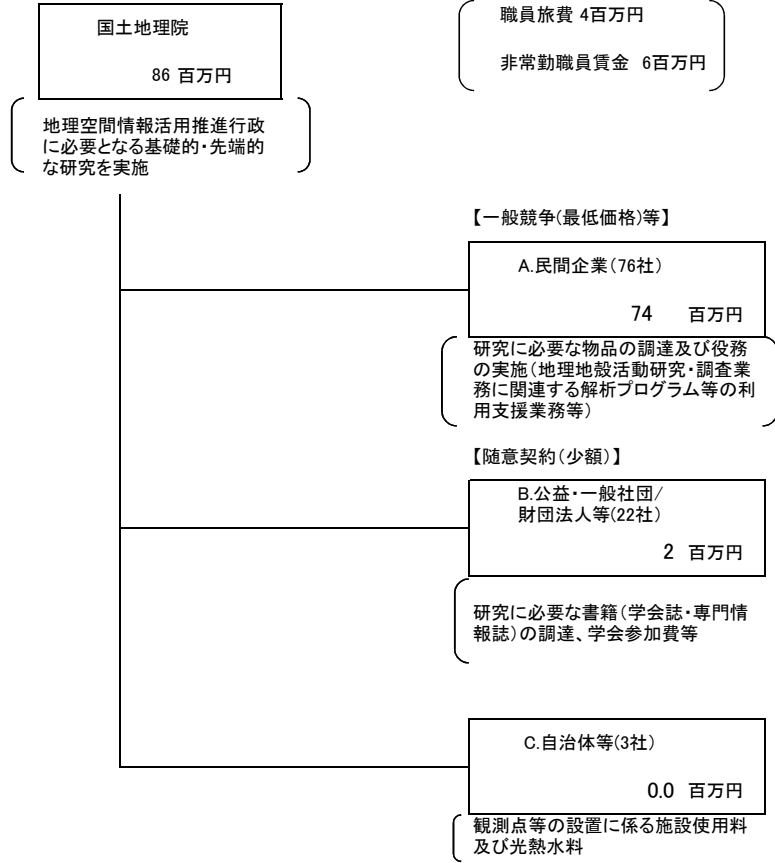 国土地理院
86 百万円
職員旅費 4百万円
非常勤職員賃金 6百万円
地理空間情報活用推進行政
に必要となる基礎的・先端的
な研究を実施
【一般競争(最低価格)等】
A.民間企業(76社)
74 百万円
研究に必要な物品の調達及び役務
の実施(地理地殻活動研究・調査業
務に関連する解析プログラム等の利
用支援業務等)
【随意契約(少額)】
B.公益・一般社団/
財団法人等(22社)
2 百万円
研究に必要な書籍(学会誌・専門情
報誌)の調達、学会参加費等
C.自治体等(3社)
0.0 百万円
観測点等の設置に係る施設使用料
及び光熱水料